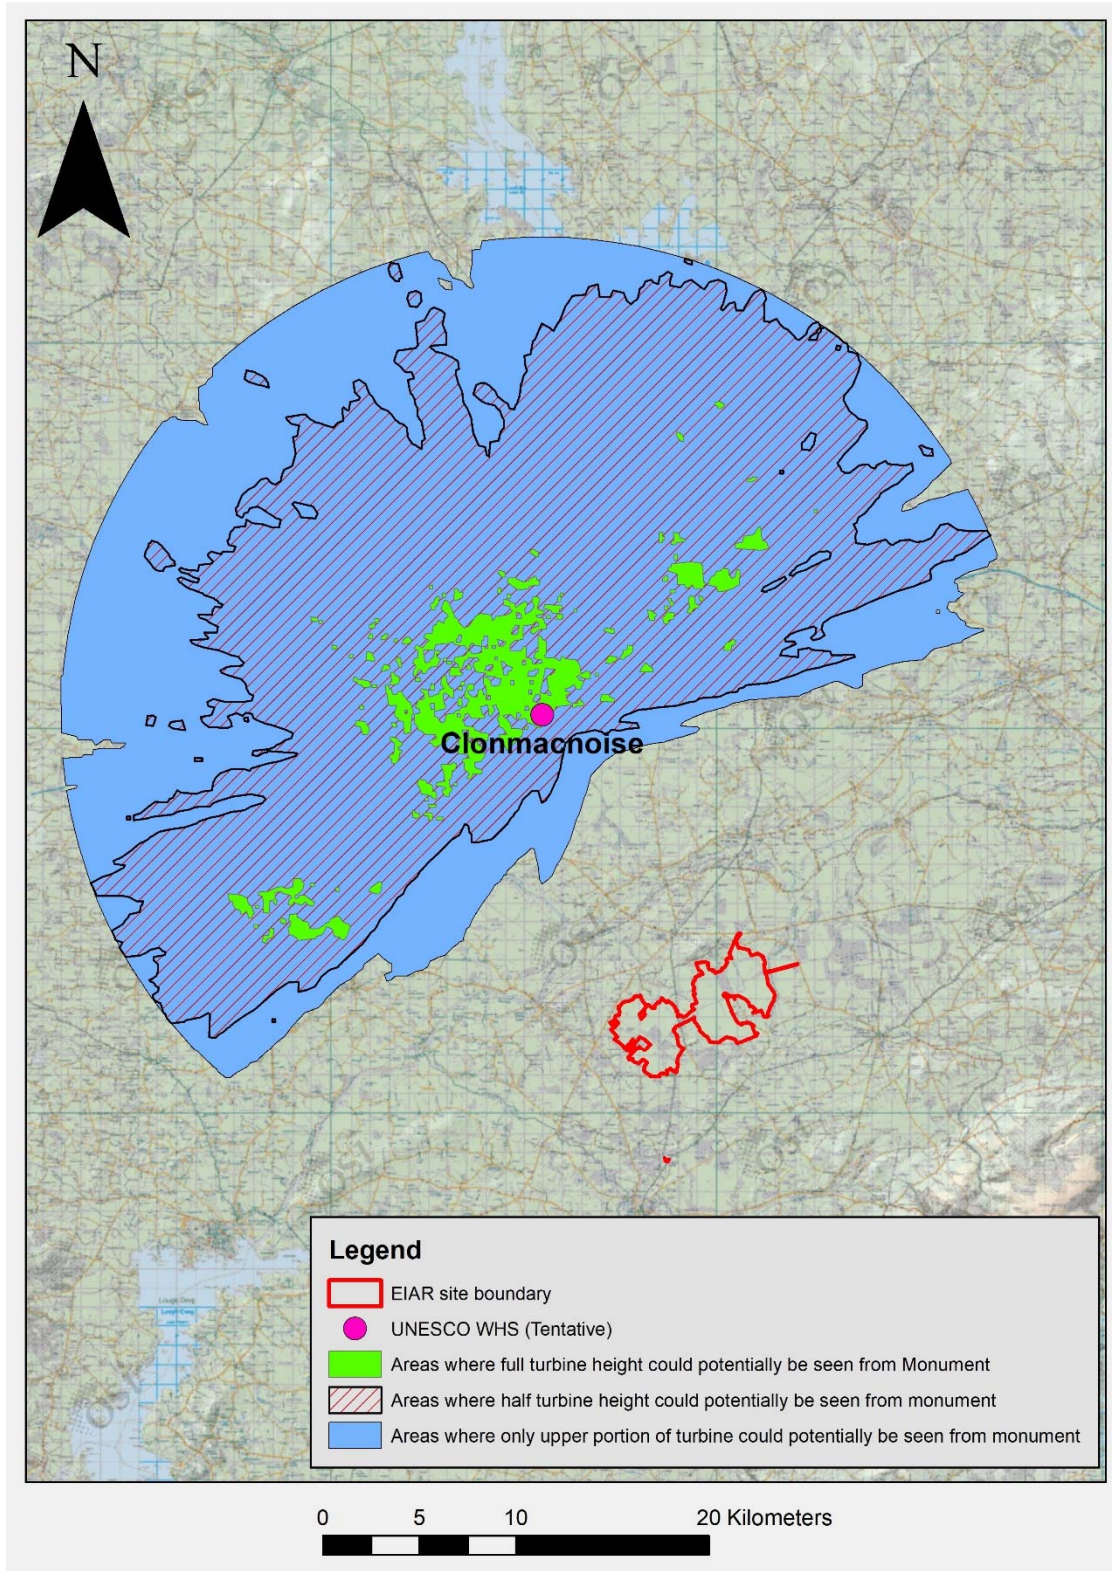 N
Clonmacnoise
Legend
EIAR site boundary
UNESCO WHS (Tentative)
Areas where full turbine height could potentially be seen from Monument
Areas where half turbine height could potentially be seen from monument
Areas where only upper portion of turbine could potentially be seen from monument
0 5 10 20 Kilometers